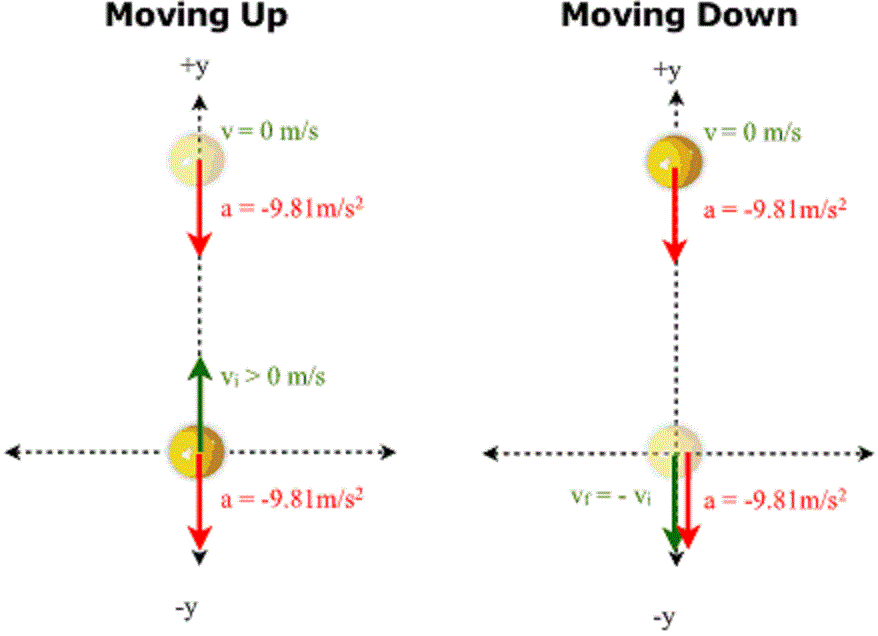 Moving Up
+y
v = 0 m/s
a = -9.81m/s²
vᵢ > 0 m/s
a = -9.81m/s²
-y
Moving Down
+y
v = 0 m/s
a = -9.81m/s²
v_f = - vᵢ
a = -9.81m/s²
-y